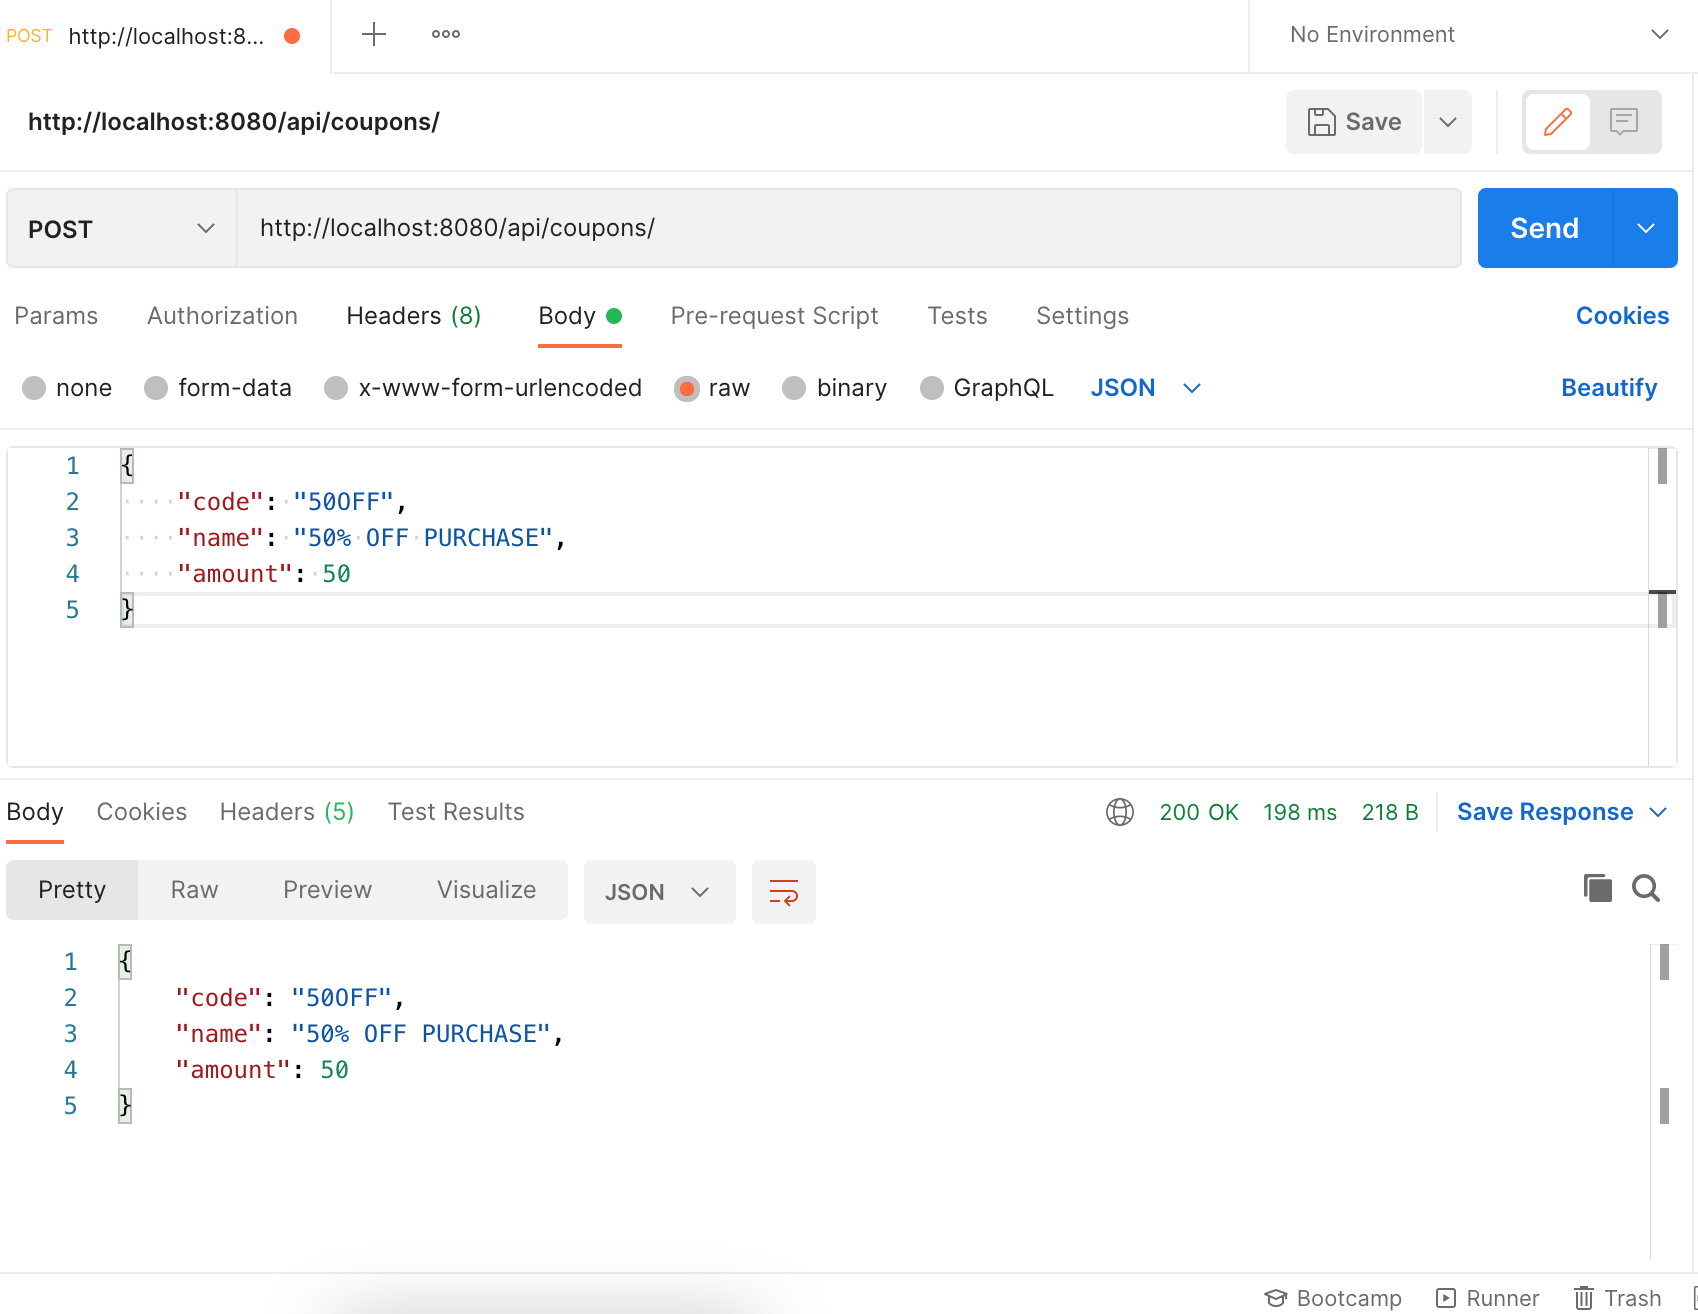 POST http://localhost:8... No Environment
http://localhost:8080/api/coupons/ Save
POST http://localhost:8080/api/coupons/ Send
Params Authorization Headers (8) Body Pre-request Script Tests Settings Cookies
none form-data x-www-form-urlencoded raw binary GraphQL JSON Beautify
1 {
2 "code": "50OFF",
3 "name": "50% OFF PURCHASE",
4 "amount": 50
5 }
Body Cookies Headers (5) Test Results 200 OK 198 ms 218 B Save Response
Pretty Raw Preview Visualize JSON
1 {
2 "code": "50OFF",
3 "name": "50% OFF PURCHASE",
4 "amount": 50
5 }
Bootcamp Runner Trash